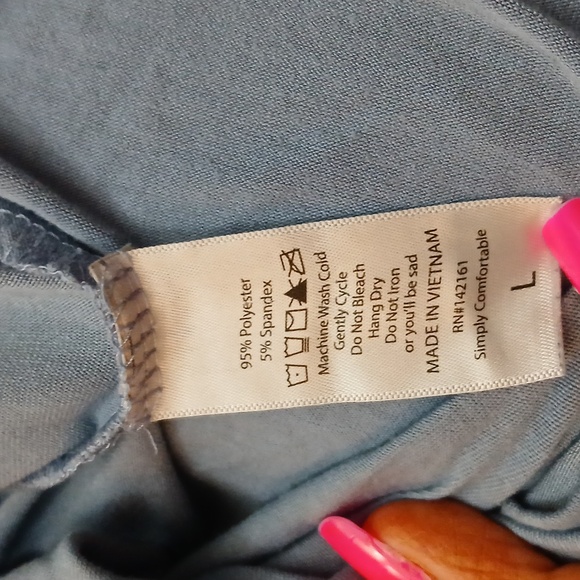 95% Polyester
5% Spandex
Machine Wash Cold
Gently Cycle
Do Not Bleach
Hang Dry
Do Not Iron
or you'll be sad
MADE IN VIETNAM
RN#142161
Simply Comfortable
L